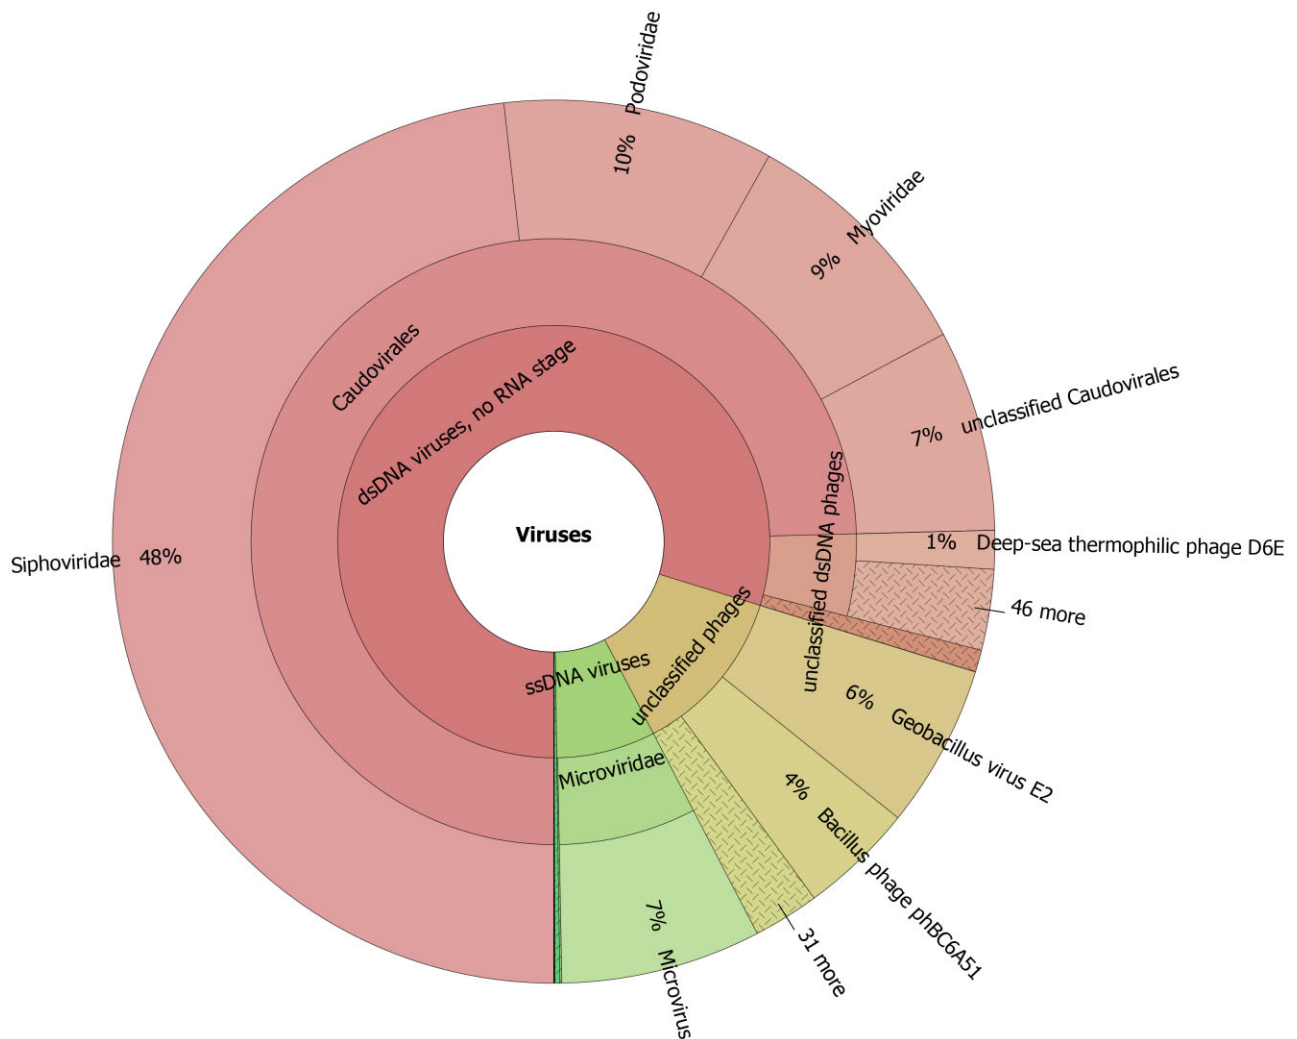 Podoviridae
10%
Myoviridae
9%
Caudovirales
dsDNA viruses, no RNA stage
unclassified Caudovirales
7%
Viruses
Siphoviridae 48%
1% Deep-sea thermophilic phage D6E
unclassified dsDNA phages
46 more
unclassified phages
ssDNA viruses
6% Geobacillus virus E2
Microviridae
4% Bacillus phage phBC6A51
7% Microvirus
31 more